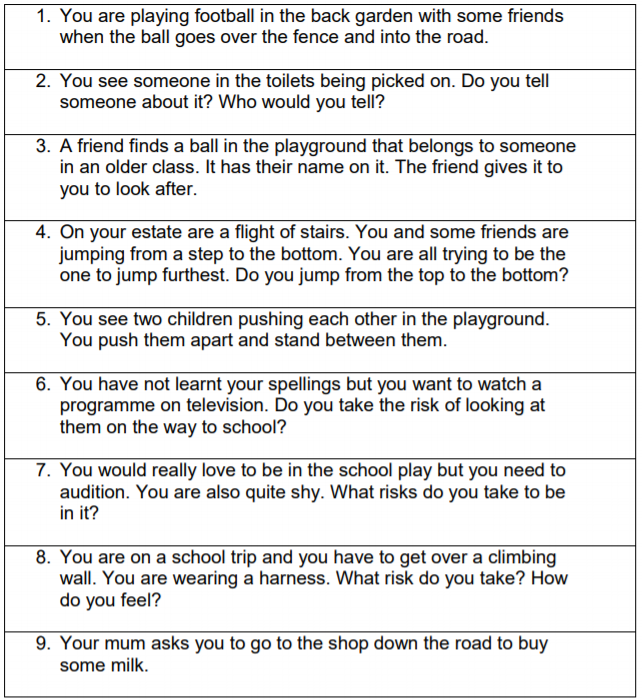 1. You are playing football in the back garden with some friends
when the ball goes over the fence and into the road.
2. You see someone in the toilets being picked on. Do you tell
someone about it? Who would you tell?
3. A friend finds a ball in the playground that belongs to someone
in an older class. It has their name on it. The friend gives it to
you to look after.
4. On your estate are a flight of stairs. You and some friends are
jumping from a step to the bottom. You are all trying to be the
one to jump furthest. Do you jump from the top to the bottom?
5. You see two children pushing each other in the playground.
You push them apart and stand between them.
6. You have not learnt your spellings but you want to watch a
programme on television. Do you take the risk of looking at
them on the way to school?
7. You would really love to be in the school play but you need to
audition. You are also quite shy. What risks do you take to be
in it?
8. You are on a school trip and you have to get over a climbing
wall. You are wearing a harness. What risk do you take? How
do you feel?
9. Your mum asks you to go to the shop down the road to buy
some milk.